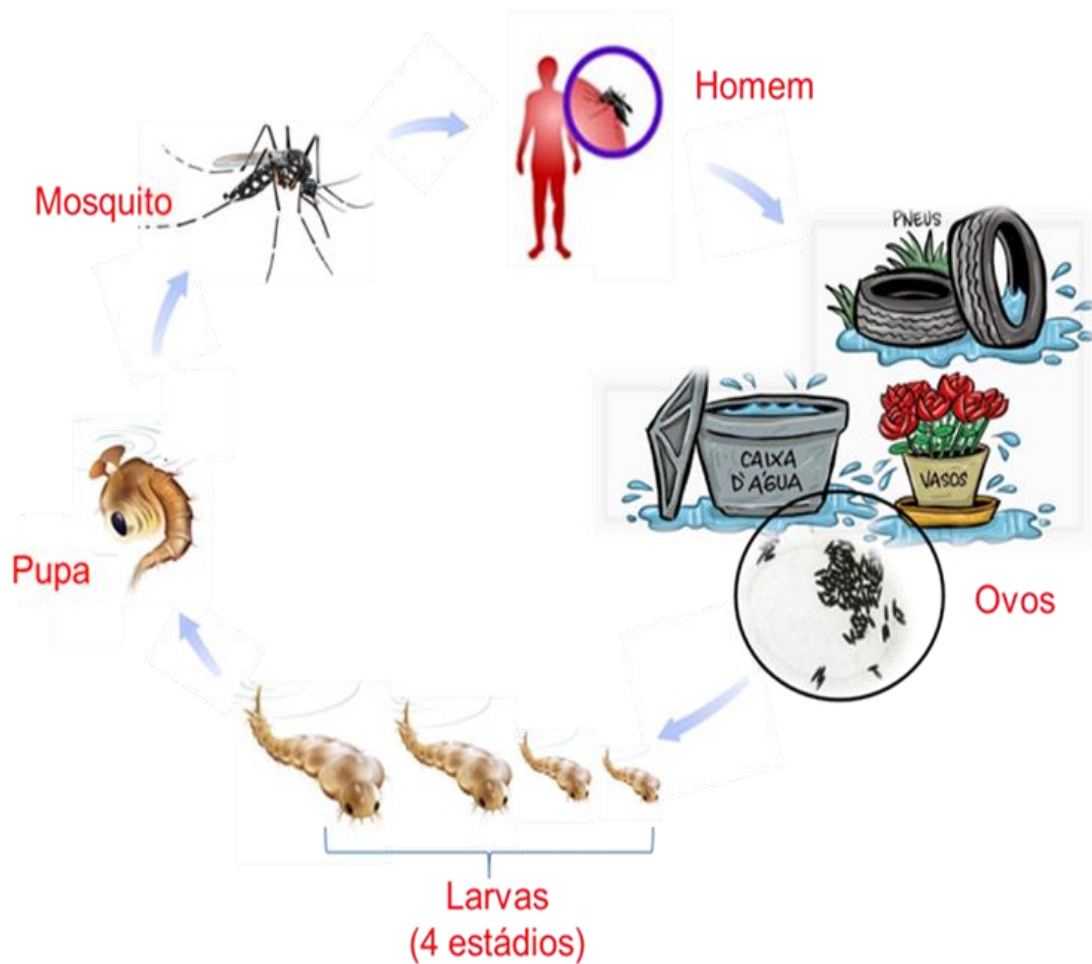 Homem
Mosquito
PNEUS
CAIXA
D'ÁGUA
VASOS
Pupa
Ovos
Larvas
(4 estádios)